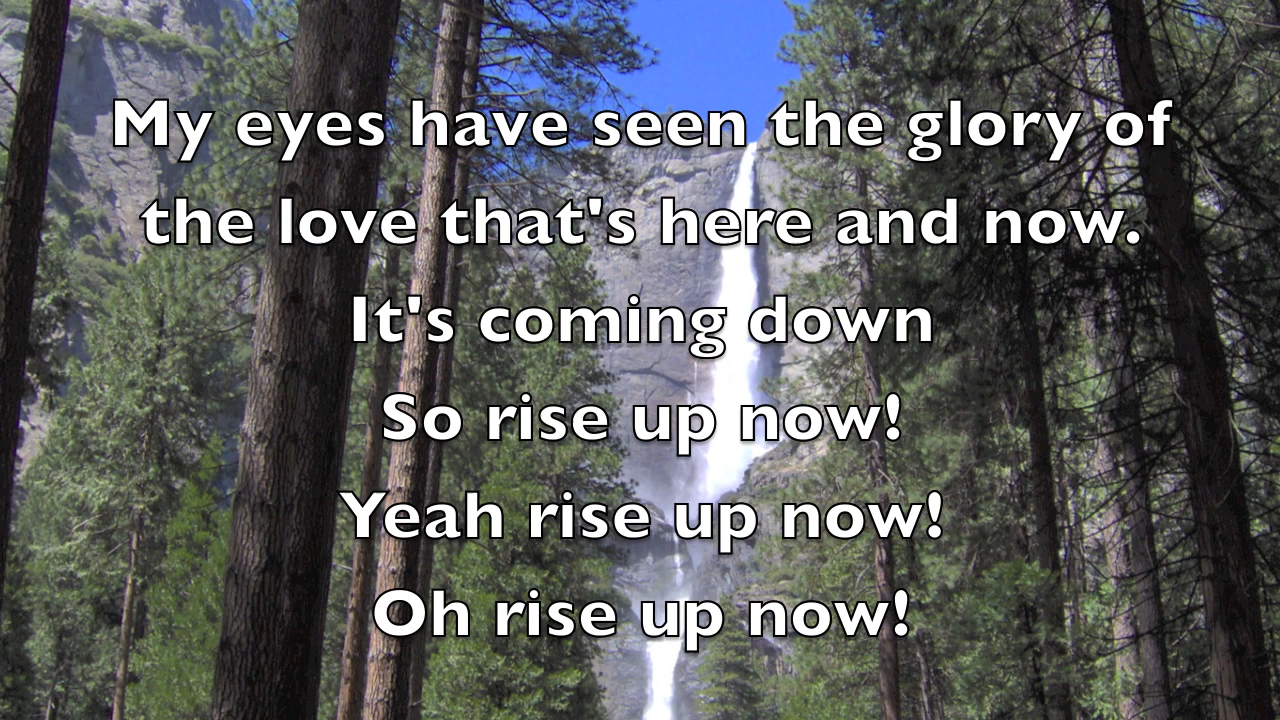 My eyes have seen the glory of
the love that's here and now.
It's coming down
So rise up now!
Yeah rise up now!
Oh rise up now!